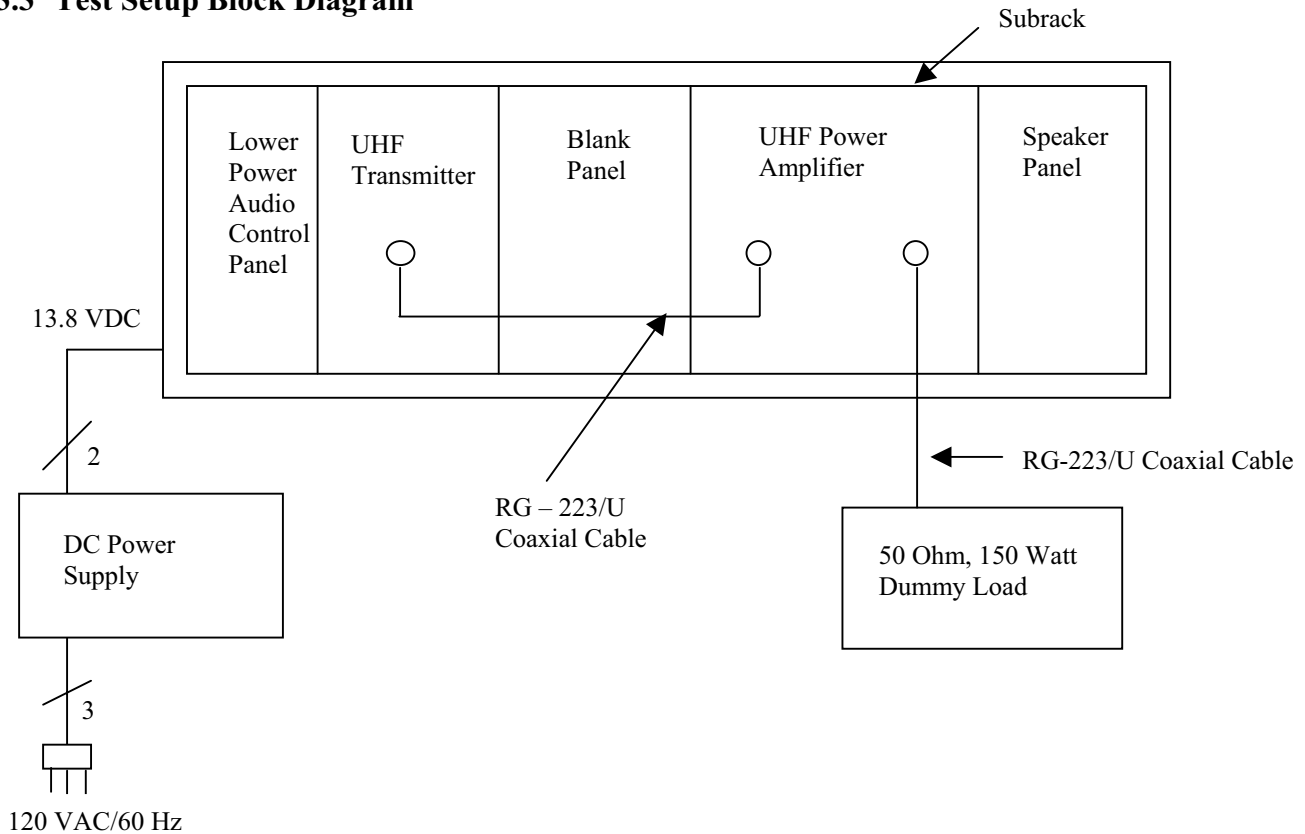 Test Setup Block Diagram
Subrack
Lower
Power
Audio
Control
Panel
UHF
Transmitter
Blank
Panel
UHF Power
Amplifier
Speaker
Panel
13.8 VDC
2
RG – 223/U
Coaxial Cable
RG-223/U Coaxial Cable
DC Power
Supply
50 Ohm, 150 Watt
Dummy Load
3
120 VAC/60 Hz